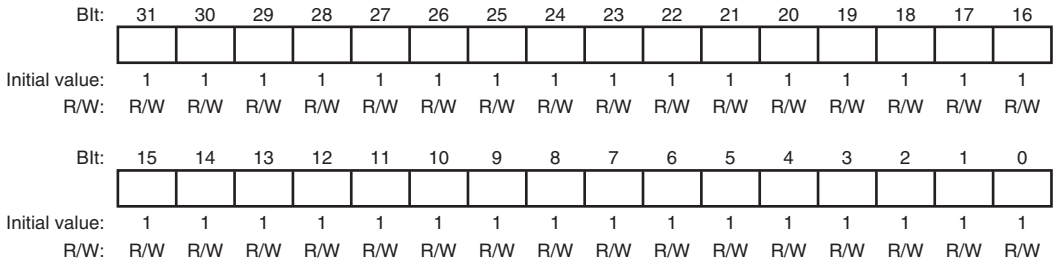 BIt: 31 30 29 28 27 26 25 24 23 22 21 20 19 18 17 16
Initial value: 1 1 1 1 1 1 1 1 1 1 1 1 1 1 1 1
R/W: R/W R/W R/W R/W R/W R/W R/W R/W R/W R/W R/W R/W R/W R/W R/W R/W
BIt: 15 14 13 12 11 10 9 8 7 6 5 4 3 2 1 0
Initial value: 1 1 1 1 1 1 1 1 1 1 1 1 1 1 1 1
R/W: R/W R/W R/W R/W R/W R/W R/W R/W R/W R/W R/W R/W R/W R/W R/W R/W